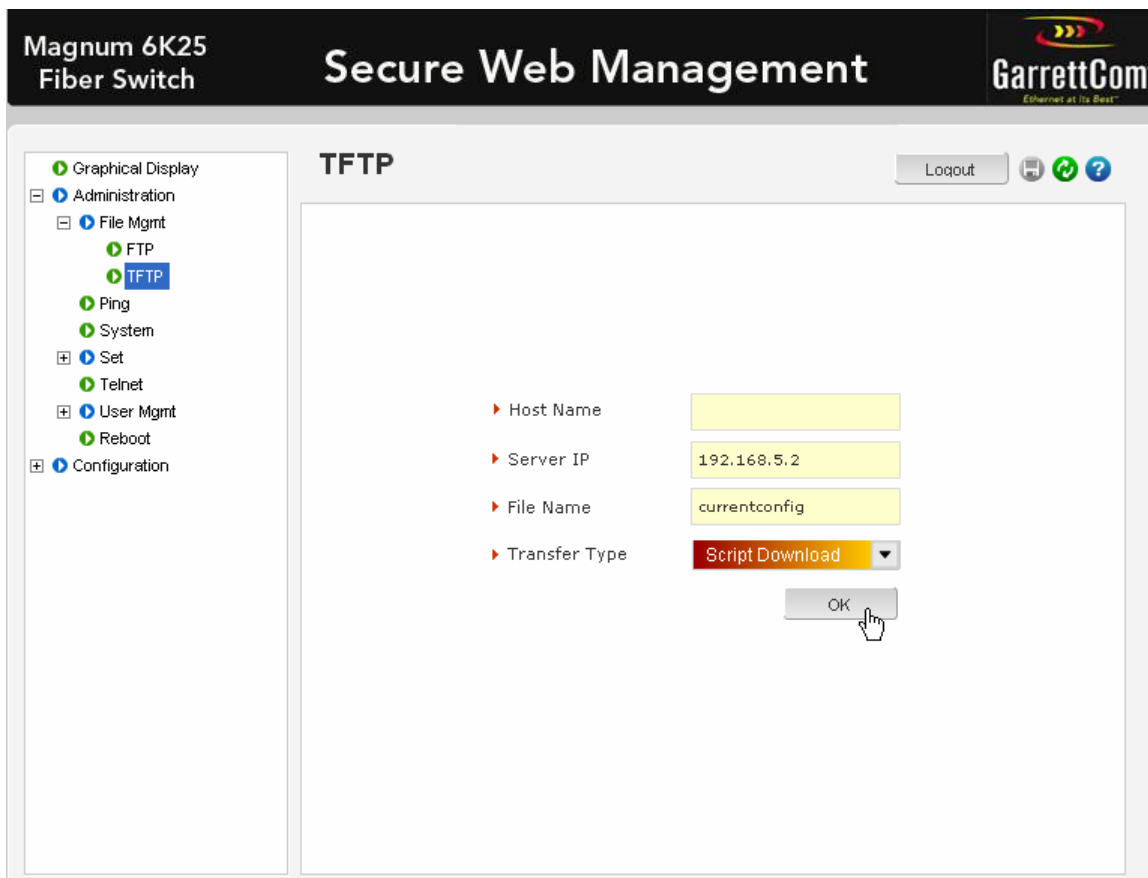 Magnum 6K25
Fiber Switch
Secure Web Management
GarrettCom
Ethernet at Its Best™
Graphical Display
Administration
File Mgmt
FTP
TFTP
Ping
System
Set
Telnet
User Mgmt
Reboot
Configuration
TFTP
Logout
Host Name
Server IP
192.168.5.2
File Name
currentconfig
Transfer Type
Script Download
OK